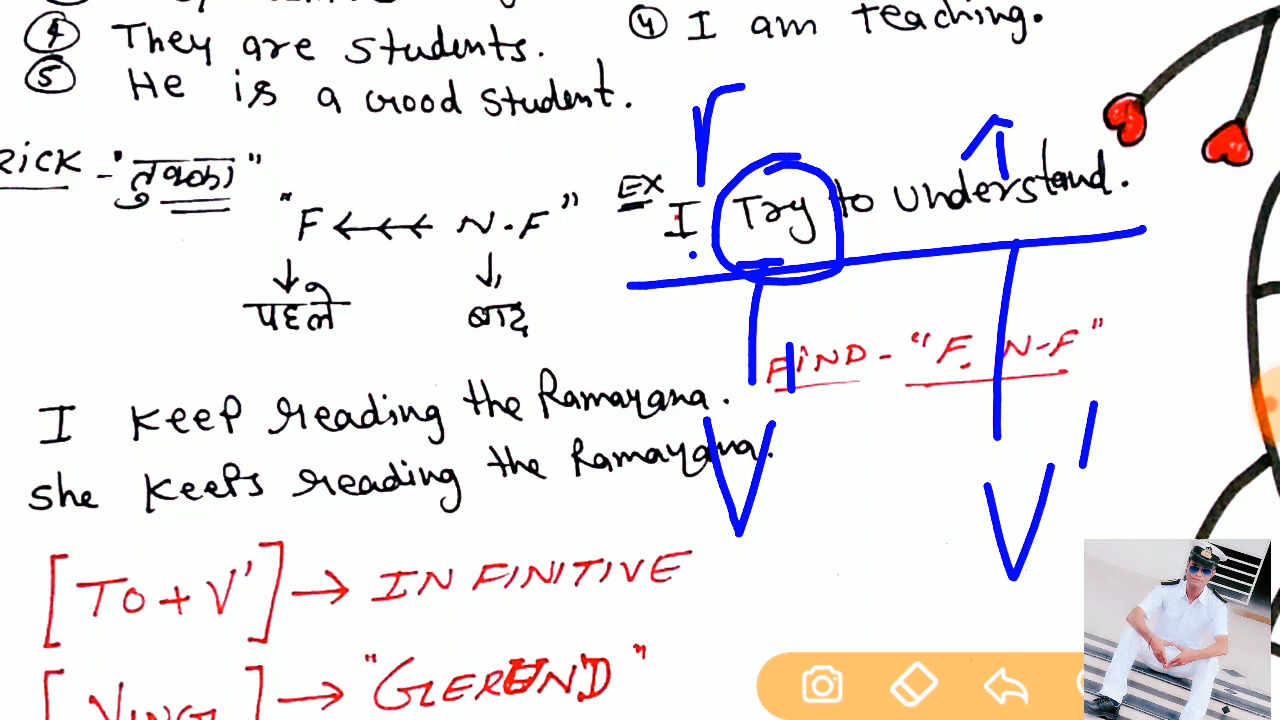 ④ They are students.
④ I am teaching.
⑤ He is a Good student.
RICK - "तुक्का"
"F ← ← ← N-F"
पहले बाद
EX I Try to understand.
FIND - "F N-F"
V' V'
I Keep reading the Ramayana.
she Keeps reading the Ramayana.
[TO + V'] → INFINITIVE
[VING] → "GERUND"